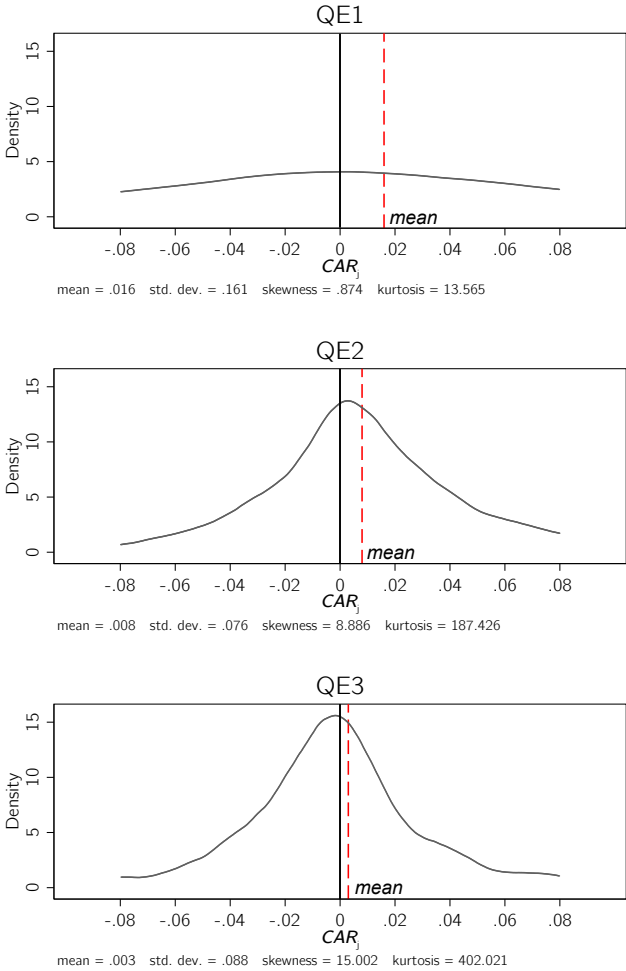 QE1
Density
15
10
5
0
mean
-.08 -.06 -.04 -.02 0 .02 .04 .06 .08
CARj
mean = .016 std. dev. = .161 skewness = .874 kurtosis = 13.565
QE2
Density
15
10
5
0
mean
-.08 -.06 -.04 -.02 0 .02 .04 .06 .08
CARj
mean = .008 std. dev. = .076 skewness = 8.886 kurtosis = 187.426
QE3
Density
15
10
5
0
mean
-.08 -.06 -.04 -.02 0 .02 .04 .06 .08
CARj
mean = .003 std. dev. = .088 skewness = 15.002 kurtosis = 402.021